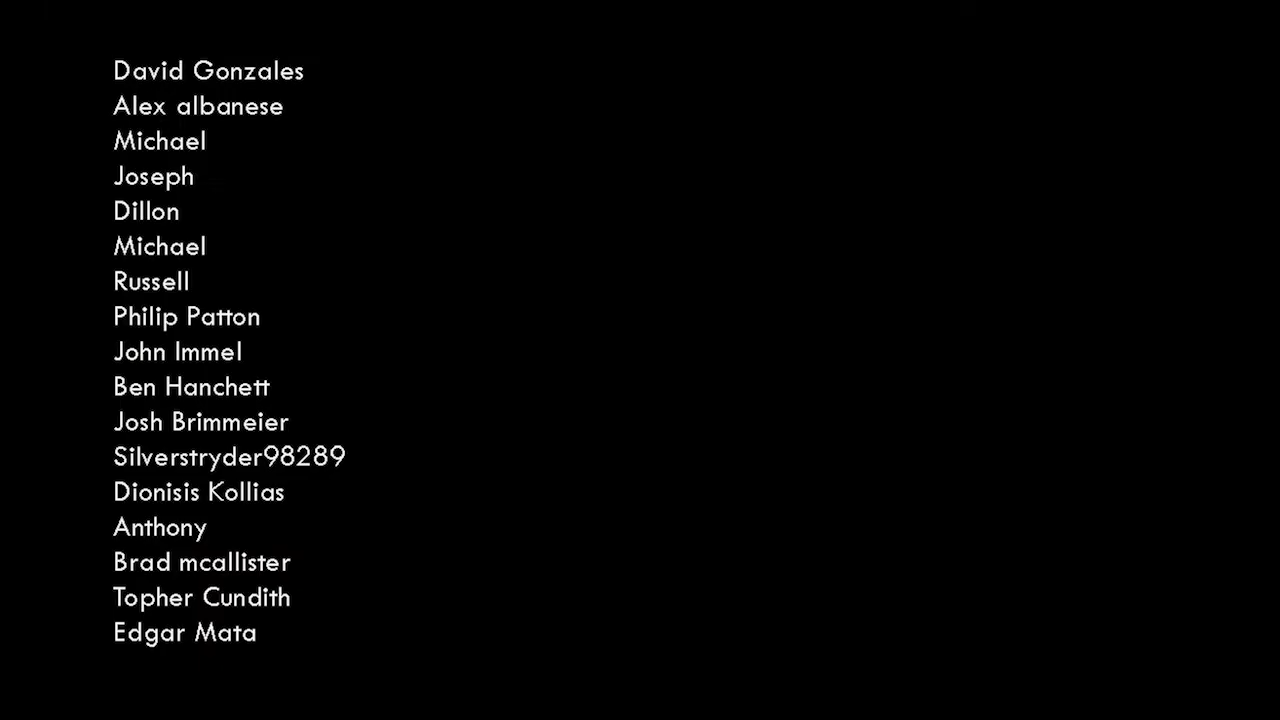 David Gonzales
Alex albanese
Michael
Joseph
Dillon
Michael
Russell
Philip Patton
John Immel
Ben Hanchett
Josh Brimmeier
Silverstryder98289
Dionisis Kollias
Anthony
Brad mcallister
Topher Cundith
Edgar Mata